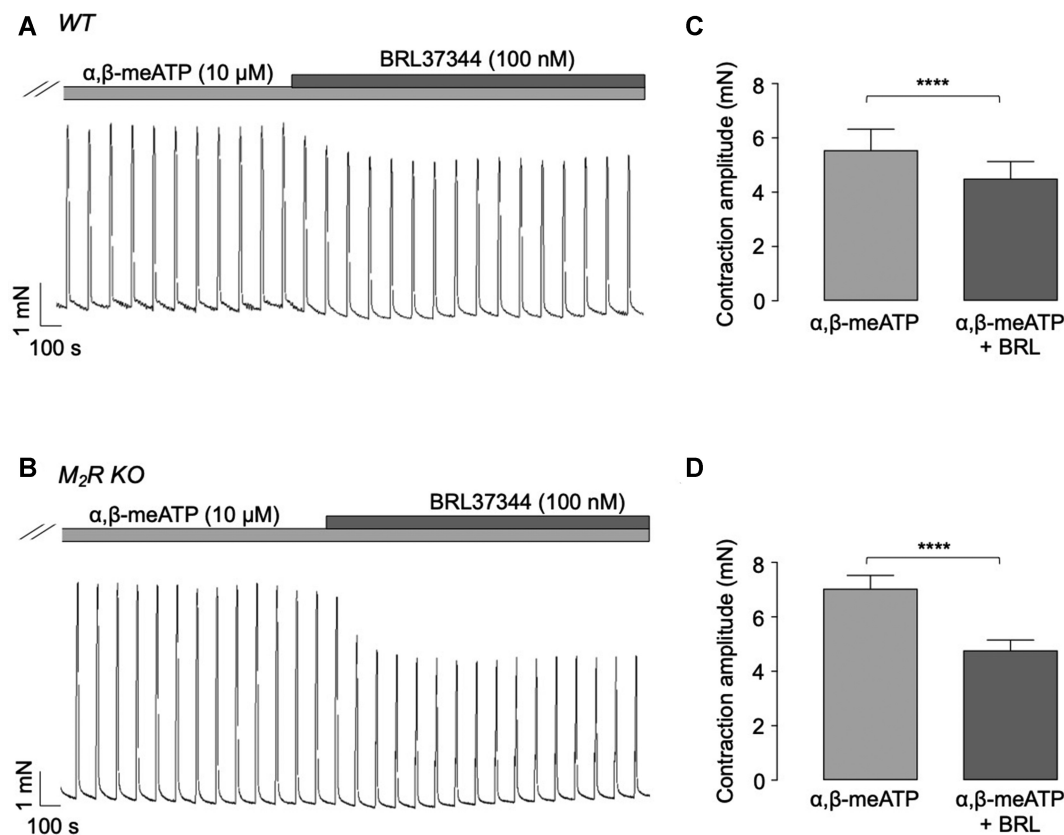 A WT
α,β-meATP (10 µM)
BRL37344 (100 nM)
1 mN
100 s
C
Contraction amplitude (mN)
8
6
4
2
0
****
α,β-meATP
α,β-meATP
+ BRL
B M₂R KO
α,β-meATP (10 µM)
BRL37344 (100 nM)
1 mN
100 s
D
Contraction amplitude (mN)
8
6
4
2
0
****
α,β-meATP
α,β-meATP
+ BRL